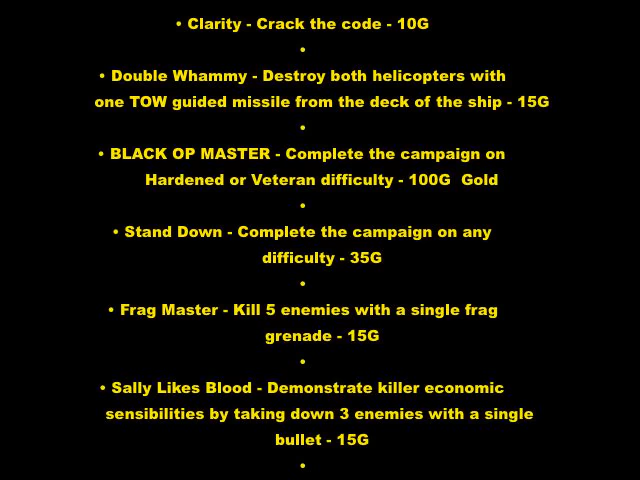 • Clarity - Crack the code - 10G
•
• Double Whammy - Destroy both helicopters with
one TOW guided missile from the deck of the ship - 15G
•
• BLACK OP MASTER - Complete the campaign on
Hardened or Veteran difficulty - 100G  Gold
•
• Stand Down - Complete the campaign on any
difficulty - 35G
•
• Frag Master - Kill 5 enemies with a single frag
grenade - 15G
•
• Sally Likes Blood - Demonstrate killer economic
sensibilities by taking down 3 enemies with a single
bullet - 15G
•